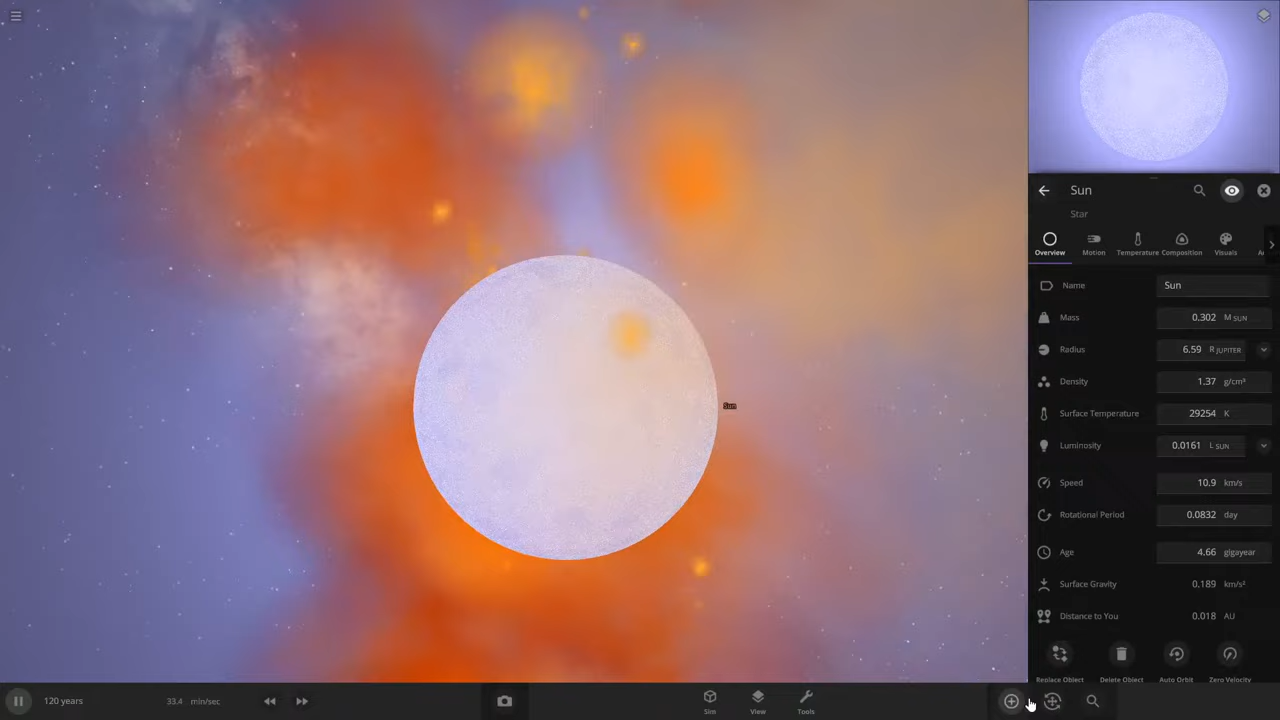 Sun
Star
Overview
Motion
Temperature
Composition
Visuals
Name Sun
Mass 0.302 M SUN
Radius 6.59 R JUPITER
Density 1.37 g/cm³
Surface Temperature 29254 K
Luminosity 0.0161 L SUN
Speed 10.9 km/s
Rotational Period 0.0832 day
Age 4.66 gigayear
Surface Gravity 0.189 km/s²
Distance to You 0.018 AU
Replace Object
Delete Object
Auto Orbit
Zero Velocity
Sun
120 years
33.4 min/sec
Sim
View
Tools